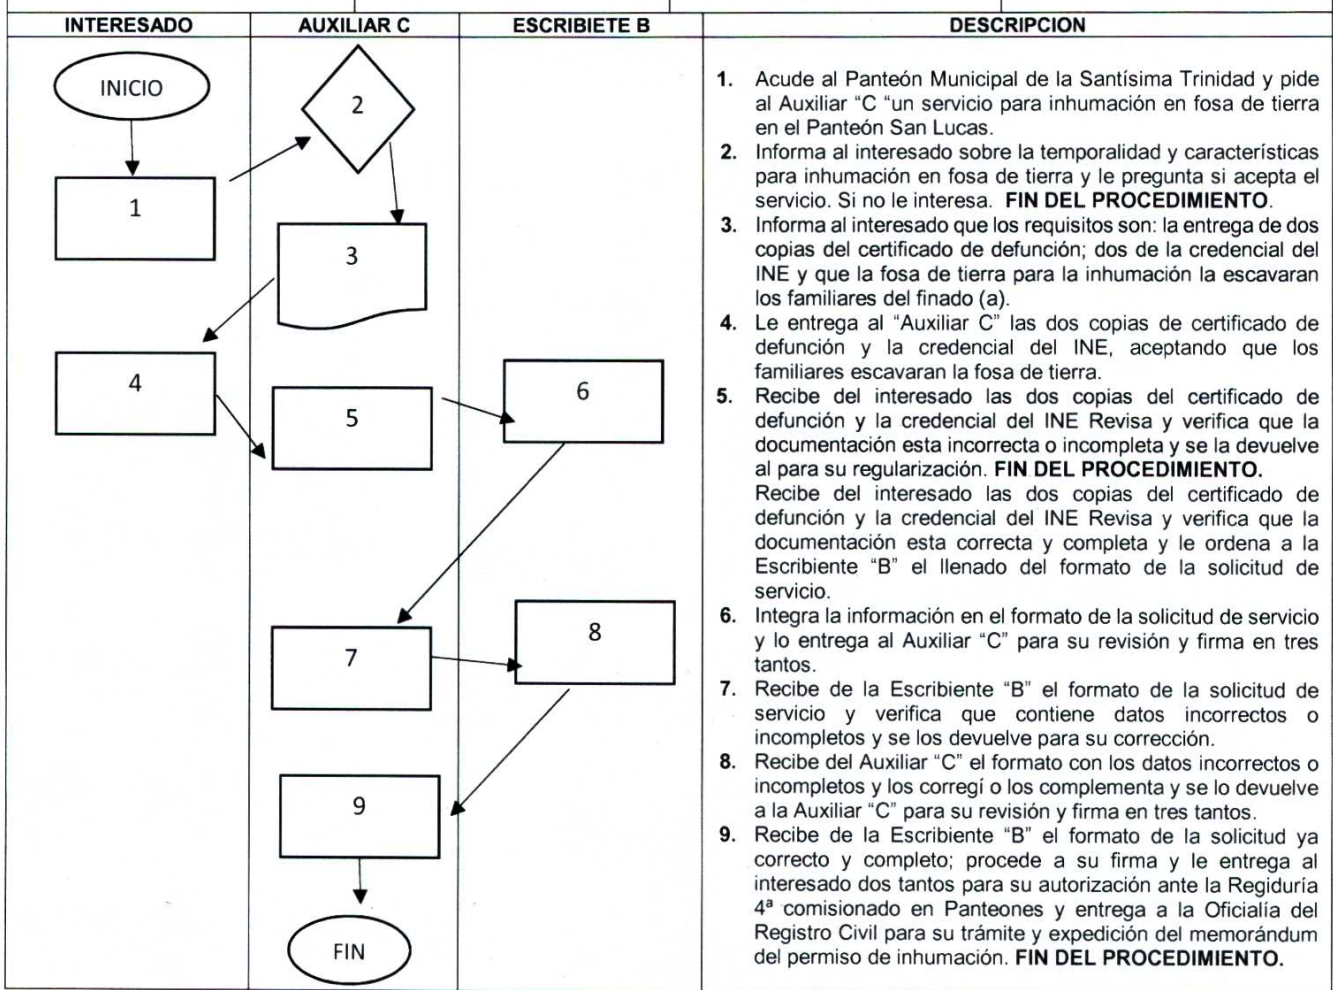 INTERESADO
AUXILIAR C
ESCRIBIETE B
DESCRIPCION
INICIO
1
2
3
4
5
6
7
8
9
FIN
1. Acude al Panteón Municipal de la Santísima Trinidad y pide
al Auxiliar “C “un servicio para inhumación en fosa de tierra
en el Panteón San Lucas.
2. Informa al interesado sobre la temporalidad y características
para inhumación en fosa de tierra y le pregunta si acepta el
servicio. Si no le interesa. FIN DEL PROCEDIMIENTO.
3. Informa al interesado que los requisitos son: la entrega de dos
copias del certificado de defunción; dos de la credencial del
INE y que la fosa de tierra para la inhumación la escavaran
los familiares del finado (a).
4. Le entrega al “Auxiliar C” las dos copias de certificado de
defunción y la credencial del INE, aceptando que los
familiares escavaran la fosa de tierra.
5. Recibe del interesado las dos copias del certificado de
defunción y la credencial del INE Revisa y verifica que la
documentación esta incorrecta o incompleta y se la devuelve
al para su regularización. FIN DEL PROCEDIMIENTO.
Recibe del interesado las dos copias del certificado de
defunción y la credencial del INE Revisa y verifica que la
documentación esta correcta y completa y le ordena a la
Escribiente “B” el llenado del formato de la solicitud de
servicio.
6. Integra la información en el formato de la solicitud de servicio
y lo entrega al Auxiliar “C” para su revisión y firma en tres
tantos.
7. Recibe de la Escribiente “B” el formato de la solicitud de
servicio y verifica que contiene datos incorrectos o
incompletos y se los devuelve para su corrección.
8. Recibe del Auxiliar “C” el formato con los datos incorrectos o
incompletos y los corregí o los complementa y se lo devuelve
a la Auxiliar “C” para su revisión y firma en tres tantos.
9. Recibe de la Escribiente “B” el formato de la solicitud ya
correcto y completo; procede a su firma y le entrega al
interesado dos tantos para su autorización ante la Regiduría
4ª comisionado en Panteones y entrega a la Oficialía del
Registro Civil para su trámite y expedición del memorándum
del permiso de inhumación. FIN DEL PROCEDIMIENTO.